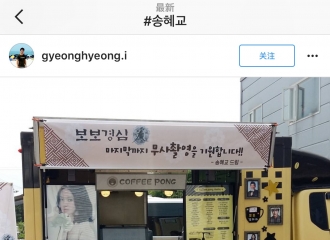 最新
#송혜교
gyeonghyeong.i
关注
보보경심
마지막까지 무사촬영을 기원합니다!!
- 송혜교 드림 -
COFFEE PONG